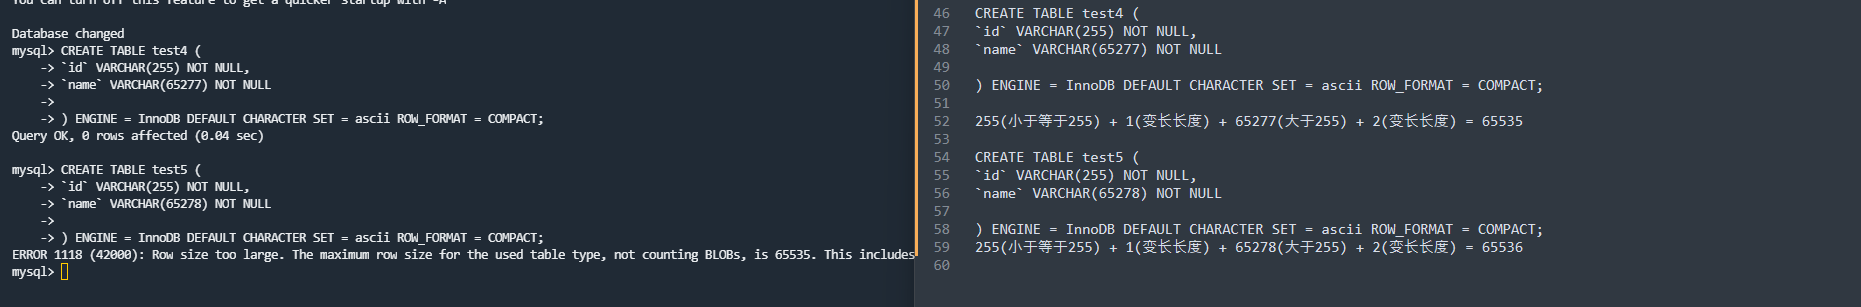 You can turn off this feature to get a quicker startup with -A
Database changed
mysql> CREATE TABLE test4 (
-> `id` VARCHAR(255) NOT NULL,
-> `name` VARCHAR(65277) NOT NULL
->
-> ) ENGINE = InnoDB DEFAULT CHARACTER SET = ascii ROW_FORMAT = COMPACT;
Query OK, 0 rows affected (0.04 sec)
mysql> CREATE TABLE test5 (
-> `id` VARCHAR(255) NOT NULL,
-> `name` VARCHAR(65278) NOT NULL
->
-> ) ENGINE = InnoDB DEFAULT CHARACTER SET = ascii ROW_FORMAT = COMPACT;
ERROR 1118 (42000): Row size too large. The maximum row size for the used table type, not counting BLOBs, is 65535. This includes
mysql>
46 CREATE TABLE test4 (
47 `id` VARCHAR(255) NOT NULL,
48 `name` VARCHAR(65277) NOT NULL
49
50 ) ENGINE = InnoDB DEFAULT CHARACTER SET = ascii ROW_FORMAT = COMPACT;
51
52 255(小于等于255) + 1(变长长度) + 65277(大于255) + 2(变长长度) = 65535
53
54 CREATE TABLE test5 (
55 `id` VARCHAR(255) NOT NULL,
56 `name` VARCHAR(65278) NOT NULL
57
58 ) ENGINE = InnoDB DEFAULT CHARACTER SET = ascii ROW_FORMAT = COMPACT;
59 255(小于等于255) + 1(变长长度) + 65278(大于255) + 2(变长长度) = 65536
60